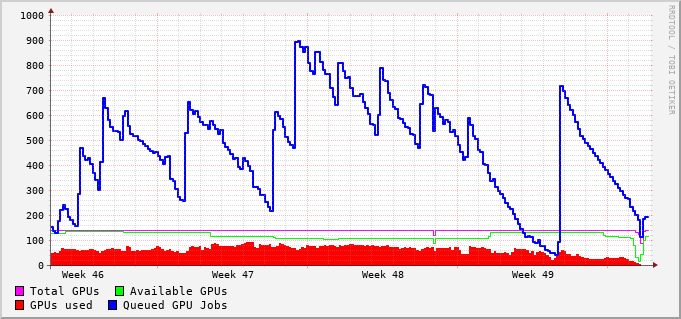 1000
900
800
700
600
500
400
300
200
100
0
Week 46 Week 47 Week 48 Week 49
Total GPUs Available GPUs
GPUs used Queued GPU Jobs
RRDTOOL / TOBI OETIKER